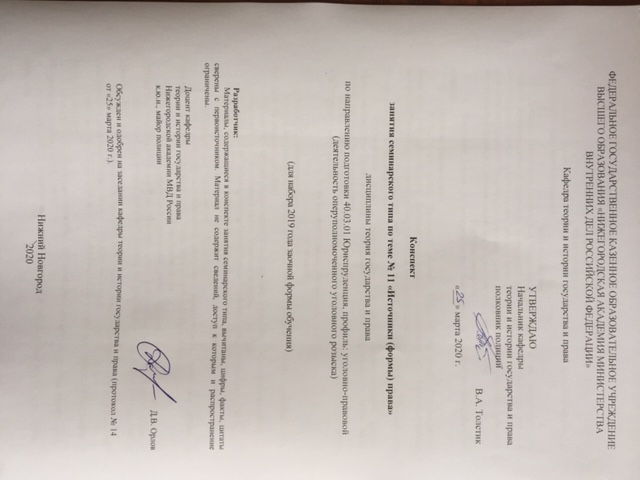 ФЕДЕРАЛЬНОЕ ГОСУДАРСТВЕННОЕ КАЗЕННОЕ ОБРАЗОВАТЕЛЬНОЕ УЧРЕЖДЕНИЕ
ВЫСШЕГО ОБРАЗОВАНИЯ «НИЖЕГОРОДСКАЯ АКАДЕМИЯ МИНИСТЕРСТВА
ВНУТРЕННИХ ДЕЛ РОССИЙСКОЙ ФЕДЕРАЦИИ»
Кафедра теории и истории государства и права
УТВЕРЖДАЮ
Начальник кафедры
теории и истории государства и права
полковник полиции
В.А. Толстик
«25» марта 2020 г.
Конспект
занятия семинарского типа по теме № 11 «Источники (формы) права»
дисциплины теория государства и права
по направлению подготовки 40.03.01 Юриспруденция, профиль: уголовно-правовой
(деятельность оперуполномоченного уголовного розыска)
(для набора 2019 года заочной формы обучения)
Разработчик:
Материалы, содержащиеся в конспекте занятия семинарского типа, вычитаны, цифры, факты, цитаты
сверены с первоисточником. Материал не содержит сведений, доступ к которым и распространение
ограничены.
Доцент кафедры
теории и истории государства и права
Нижегородской академии МВД России
к.ю.н., майор полиции
Д.В. Орлов
Обсужден и одобрен на заседании кафедры теории и истории государства и права (протокол № 14
от «25» марта 2020 г.).
Нижний Новгород
2020